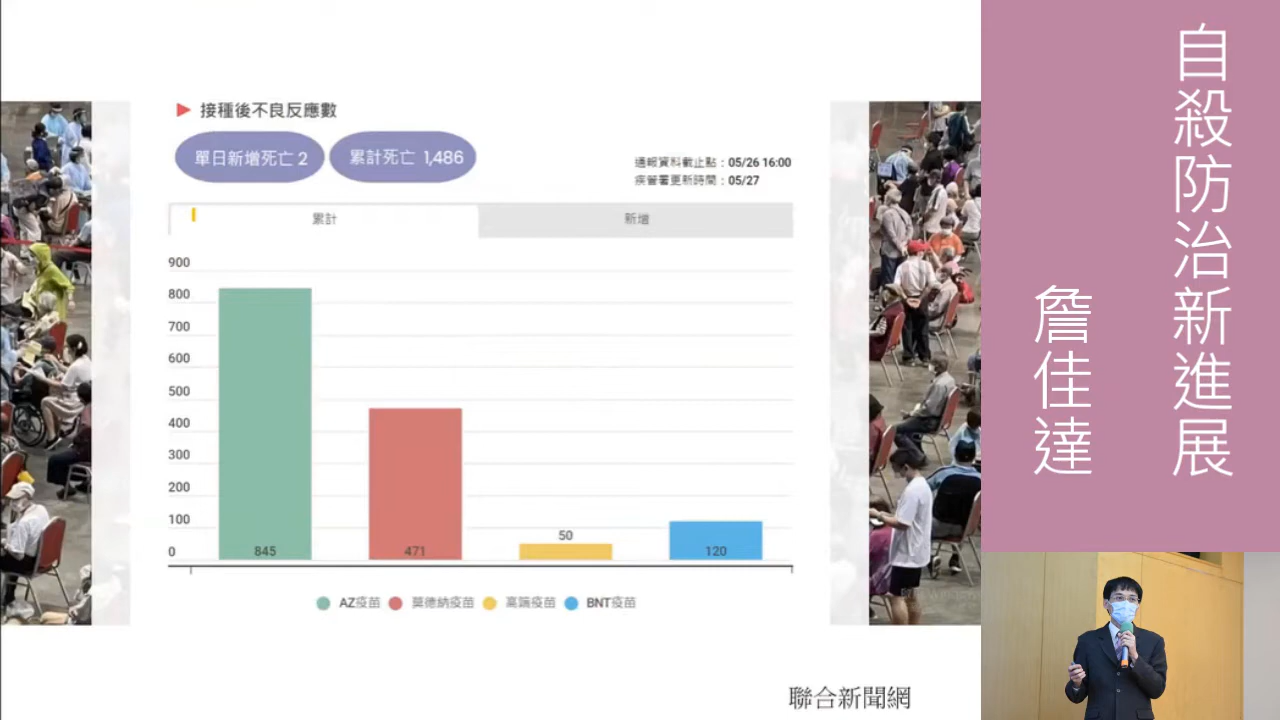 接種後不良反應數
單日新增死亡 2
累計死亡 1,486
通報資料截止點：05/26 16:00
疾管署更新時間：05/27
累計
新增
900
800
700
600
500
400
300
200
100
0
845
471
50
120
AZ疫苗
莫德納疫苗
高端疫苗
BNT疫苗
聯合新聞網
自殺防治新進展
詹佳達